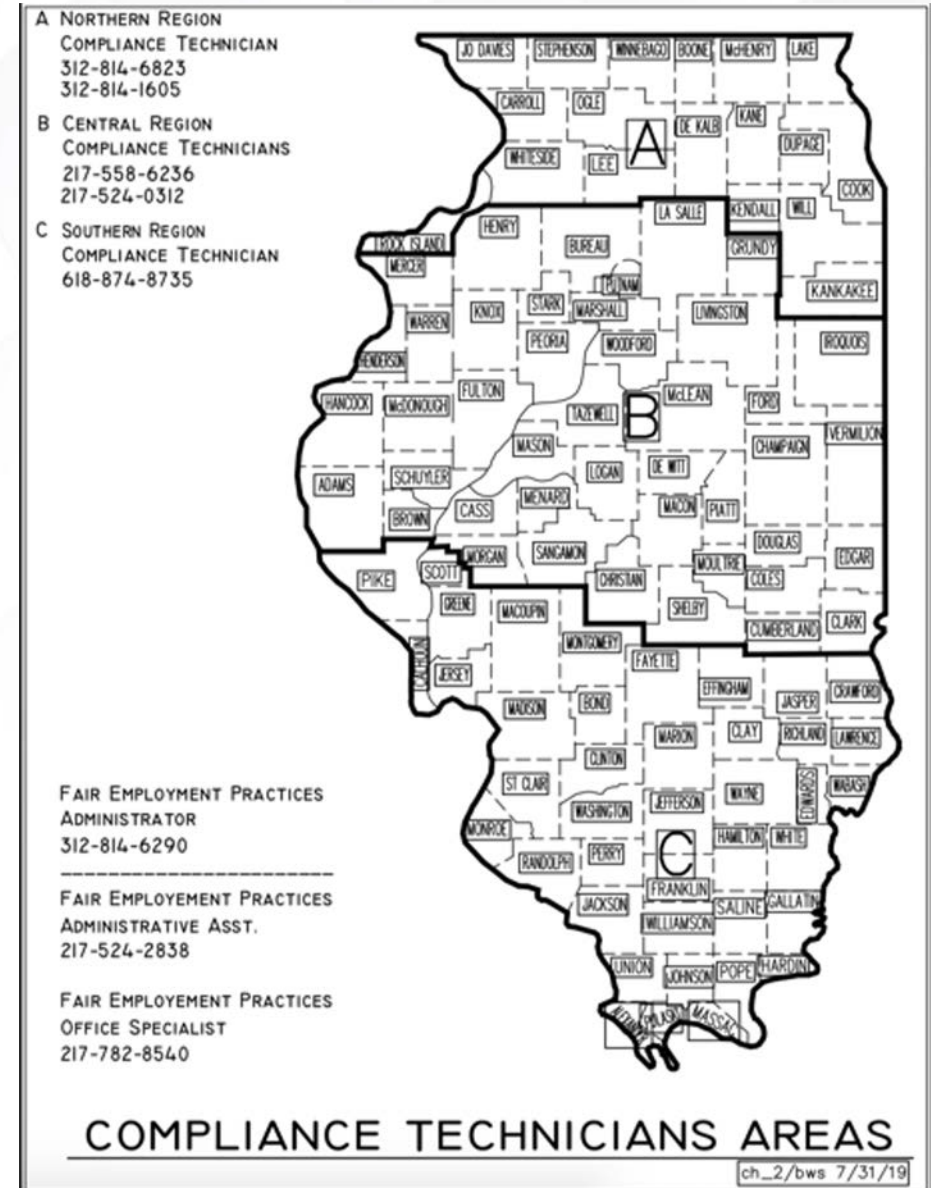 A NORTHERN REGION
COMPLIANCE TECHNICIAN
312-814-6823
312-814-1605
B CENTRAL REGION
COMPLIANCE TECHNICIANS
217-558-6236
217-524-0312
C SOUTHERN REGION
COMPLIANCE TECHNICIAN
618-874-8735
JO DAVIES STEPHENSON WINNEBAGO BOONE McHENRY LAKE
CARROLL OGLE
A DE KALB KANE
WHITESIDE LEE DUPAGE
COOK
LA SALLE KENDALL WILL
HENRY
ROCK ISLAND BUREAU GRUNDY
MERCER
PUTNAM KANKAKEE
KNOX STARK MARSHALL LIVINGSTON
WARREN
PEORIA WOODFORD IROQUOIS
HENDERSON
FULTON McLEAN
HANCOCK McDONOUGH TAZEWELL B FORD
MASON CHAMPAIGN VERMILION
ADAMS SCHUYLER LOGAN DE WITT
BROWN CASS MENARD MACON PIATT
MORGAN SANGAMON DOUGLAS EDGAR
PIKE SCOTT CHRISTIAN MOULTRIE COLES
GREENE MACOUPIN SHELBY
CUMBERLAND CLARK
MONTGOMERY
CALHOUN JERSEY FAYETTE
EFFINGHAM JASPER CRAWFORD
MADISON BOND
MARION CLAY RICHLAND LAWRENCE
CLINTON
ST CLAIR WABASH
WASHINGTON JEFFERSON WAYNE EDWARDS
MONROE HAMILTON WHITE
RANDOLPH PERRY C
FRANKLIN
JACKSON SALINE GALLATIN
WILLIAMSON
UNION JOHNSON POPE HARDIN
FAIR EMPLOYMENT PRACTICES
ADMINISTRATOR
312-814-6290
FAIR EMPLOYEMENT PRACTICES
ADMINISTRATIVE ASST.
217-524-2838
FAIR EMPLOYEMENT PRACTICES
OFFICE SPECIALIST
217-782-8540
COMPLIANCE TECHNICIANS AREAS
ch_2/bws 7/31/19